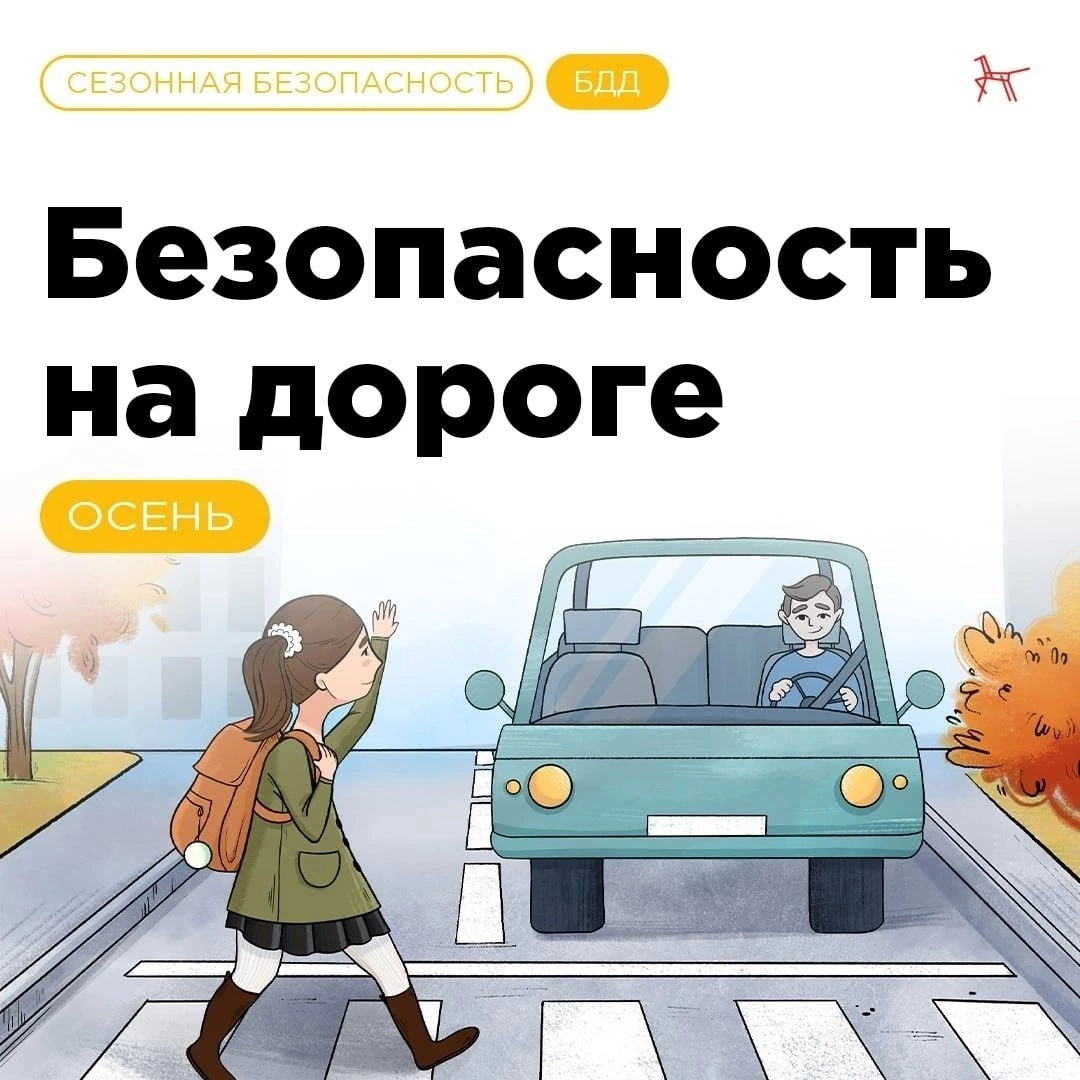 СЕЗОННАЯ БЕЗОПАСНОСТЬ
БДД
Безопасность
на дороге
ОСЕНЬ